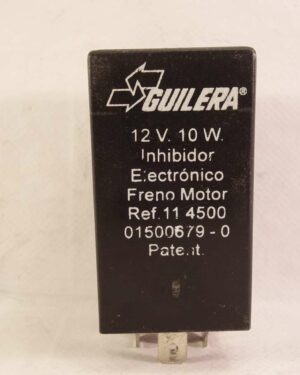 GUILERA®
12 V. 10 W.
Inhibidor
Electrónico
Freno Motor
Ref. 11 4500
01500679 - 0
Patent.